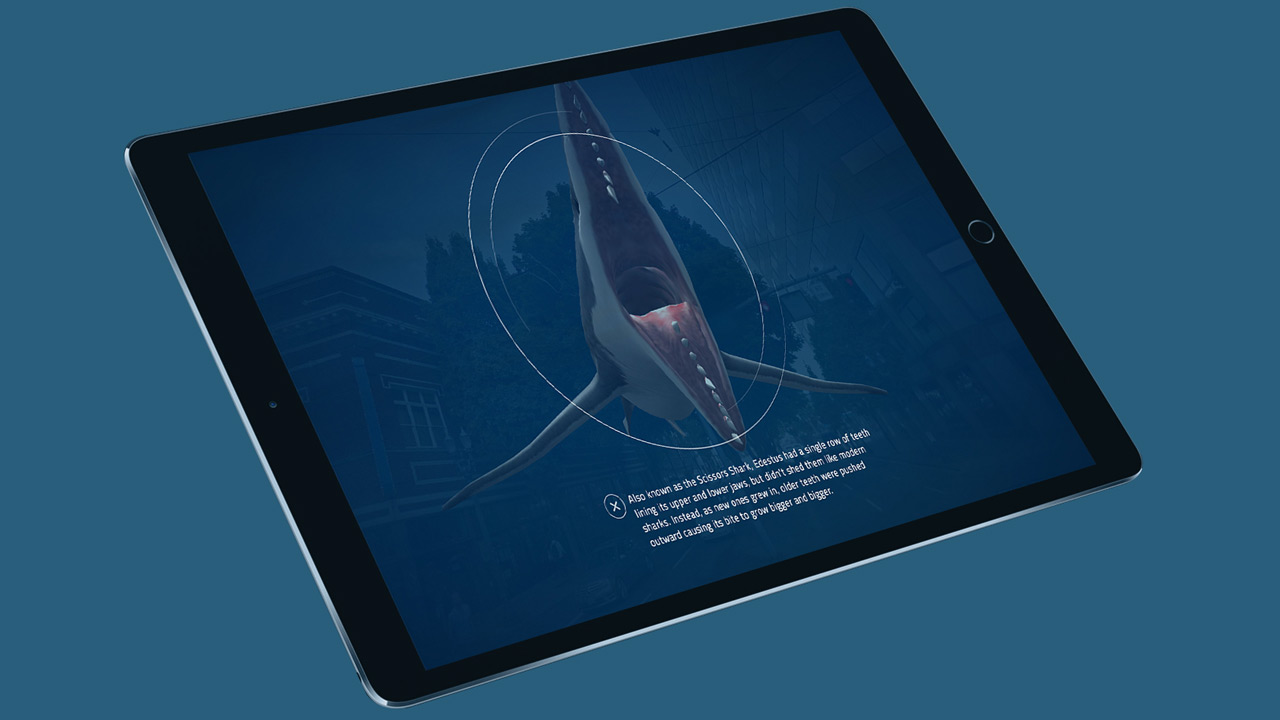 Also known as the Scissors Shark, Edestus had a single row of teeth
lining its upper and lower jaws, but didn't shed them like modern
sharks. Instead, as new ones grew in, older teeth were pushed
outward causing its bite to grow bigger and bigger.